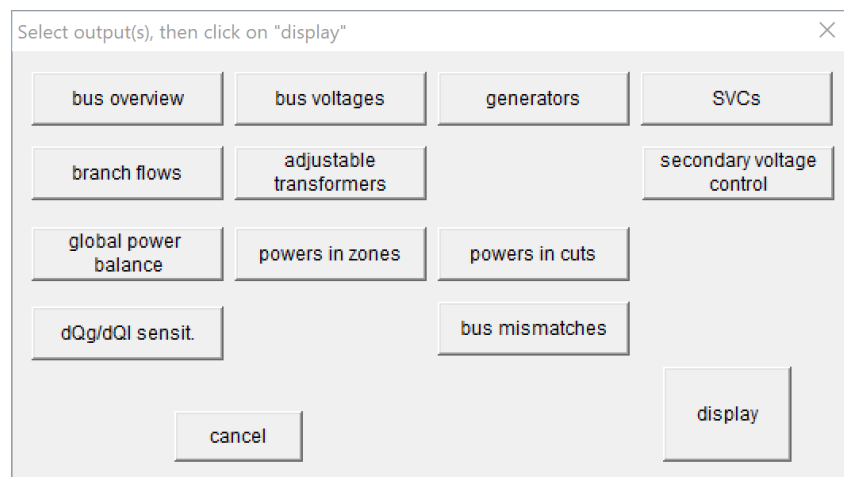 Select output(s), then click on "display"
bus overview
bus voltages
generators
SVCs
branch flows
adjustable
transformers
secondary voltage
control
global power
balance
powers in zones
powers in cuts
dQg/dQl sensit.
bus mismatches
display
cancel